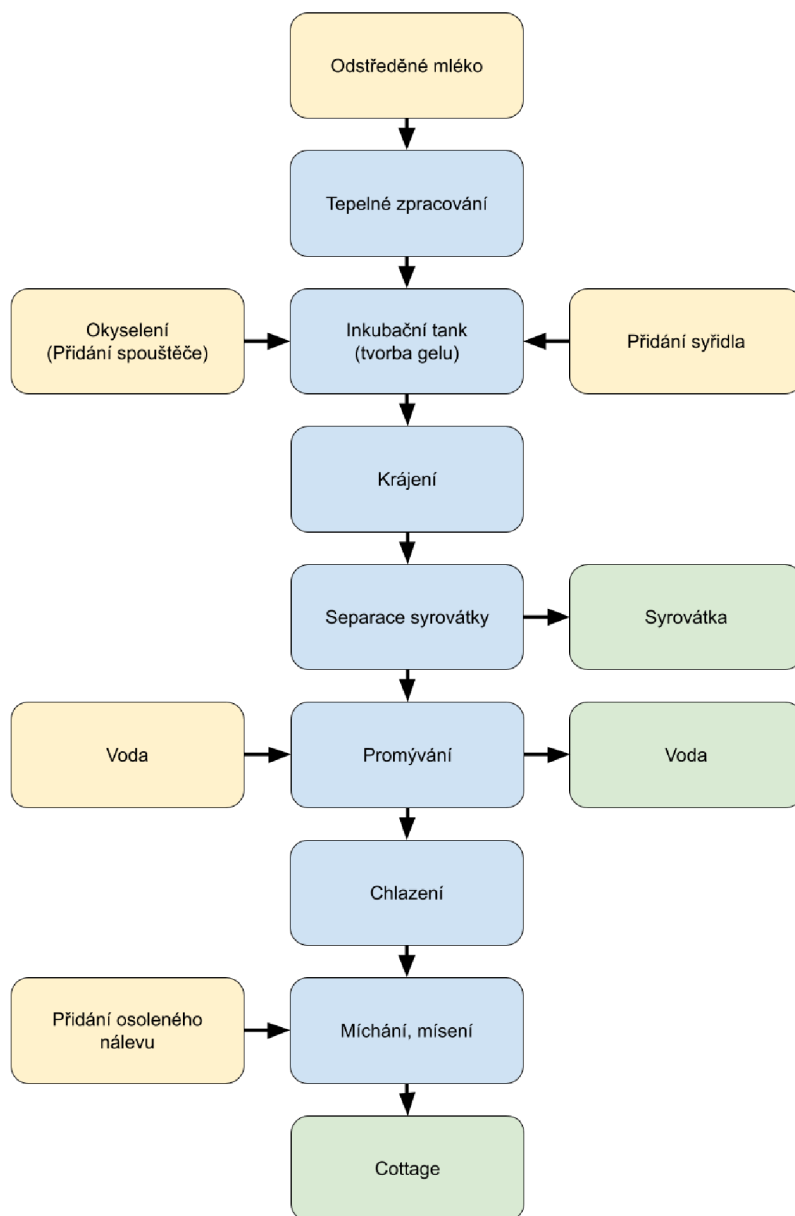 Odstředěné mléko
Tepelné zpracování
Okyselení
(Přidání spouštěče)
Inkubační tank
(tvorba gelu)
Přidání syřidla
Krájení
Separace syrovátky
Syrovátka
Voda
Promývání
Voda
Chlazení
Přidání osoleného
nálevu
Míchání, mísení
Cottage